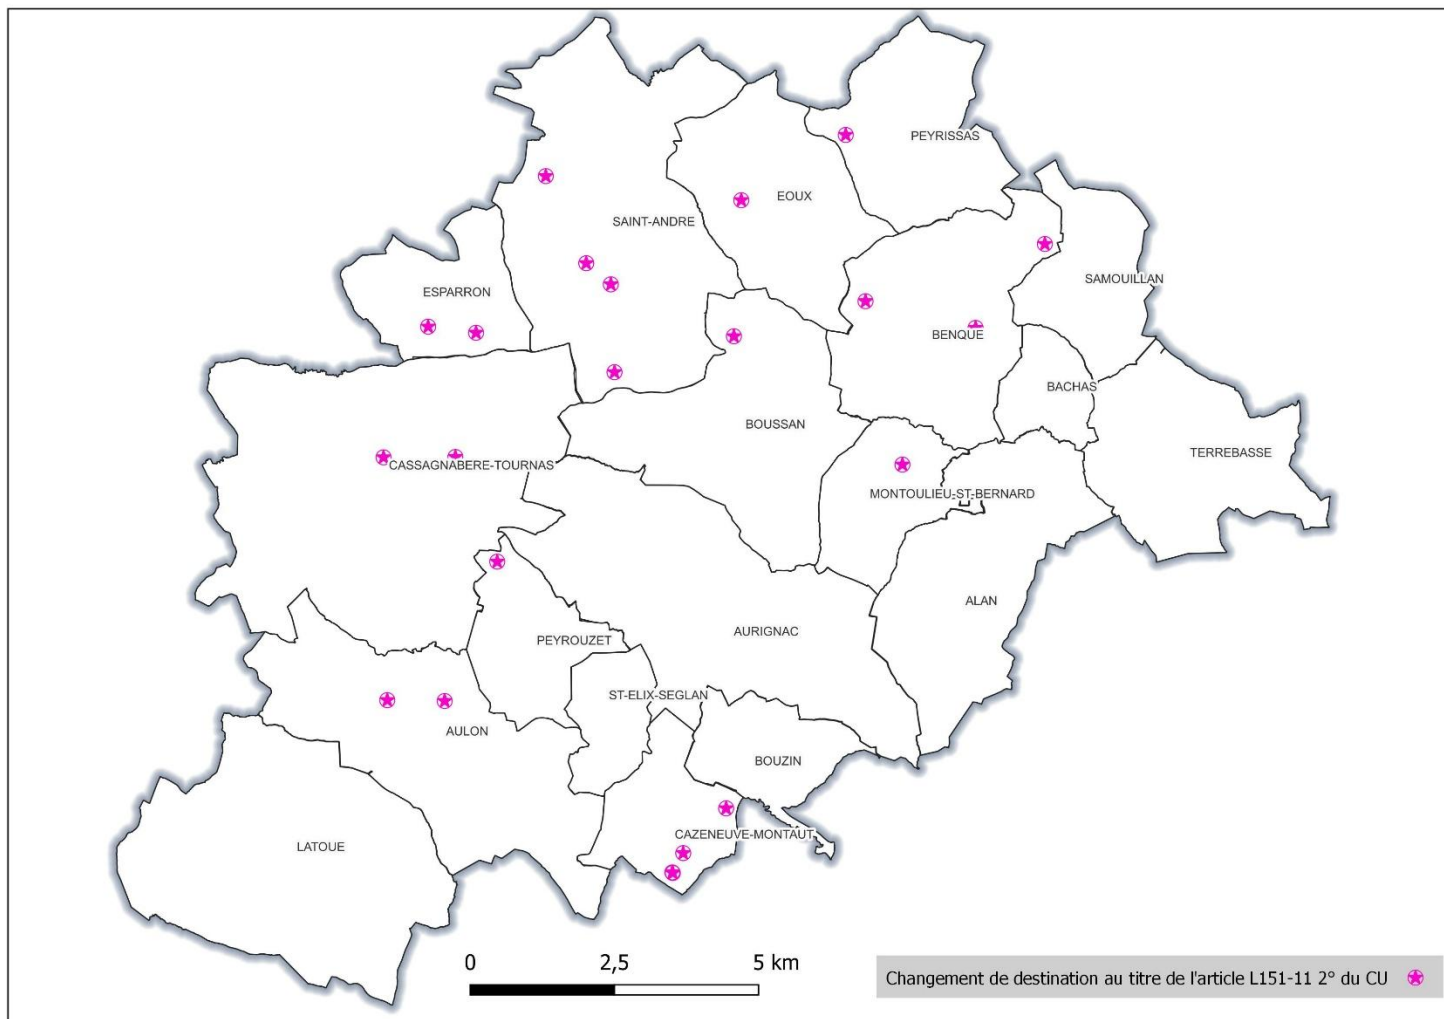 PEYRISSAS
EOUX
SAINT-ANDRE
SAMOUILLAN
ESPARRON
BENQUE
BACHAS
BOUSSAN
TERREBASSE
CASSAGNABERE-TOURNAS
MONTOULIEU-ST-BERNARD
ALAN
AURIGNAC
PEYROUZET
ST-ELIX-SEGLAN
AULON
BOUZIN
CAZENEUVE-MONTAUT
LATOUE
0 2,5 5 km
Changement de destination au titre de l'article L151-11 2° du CU